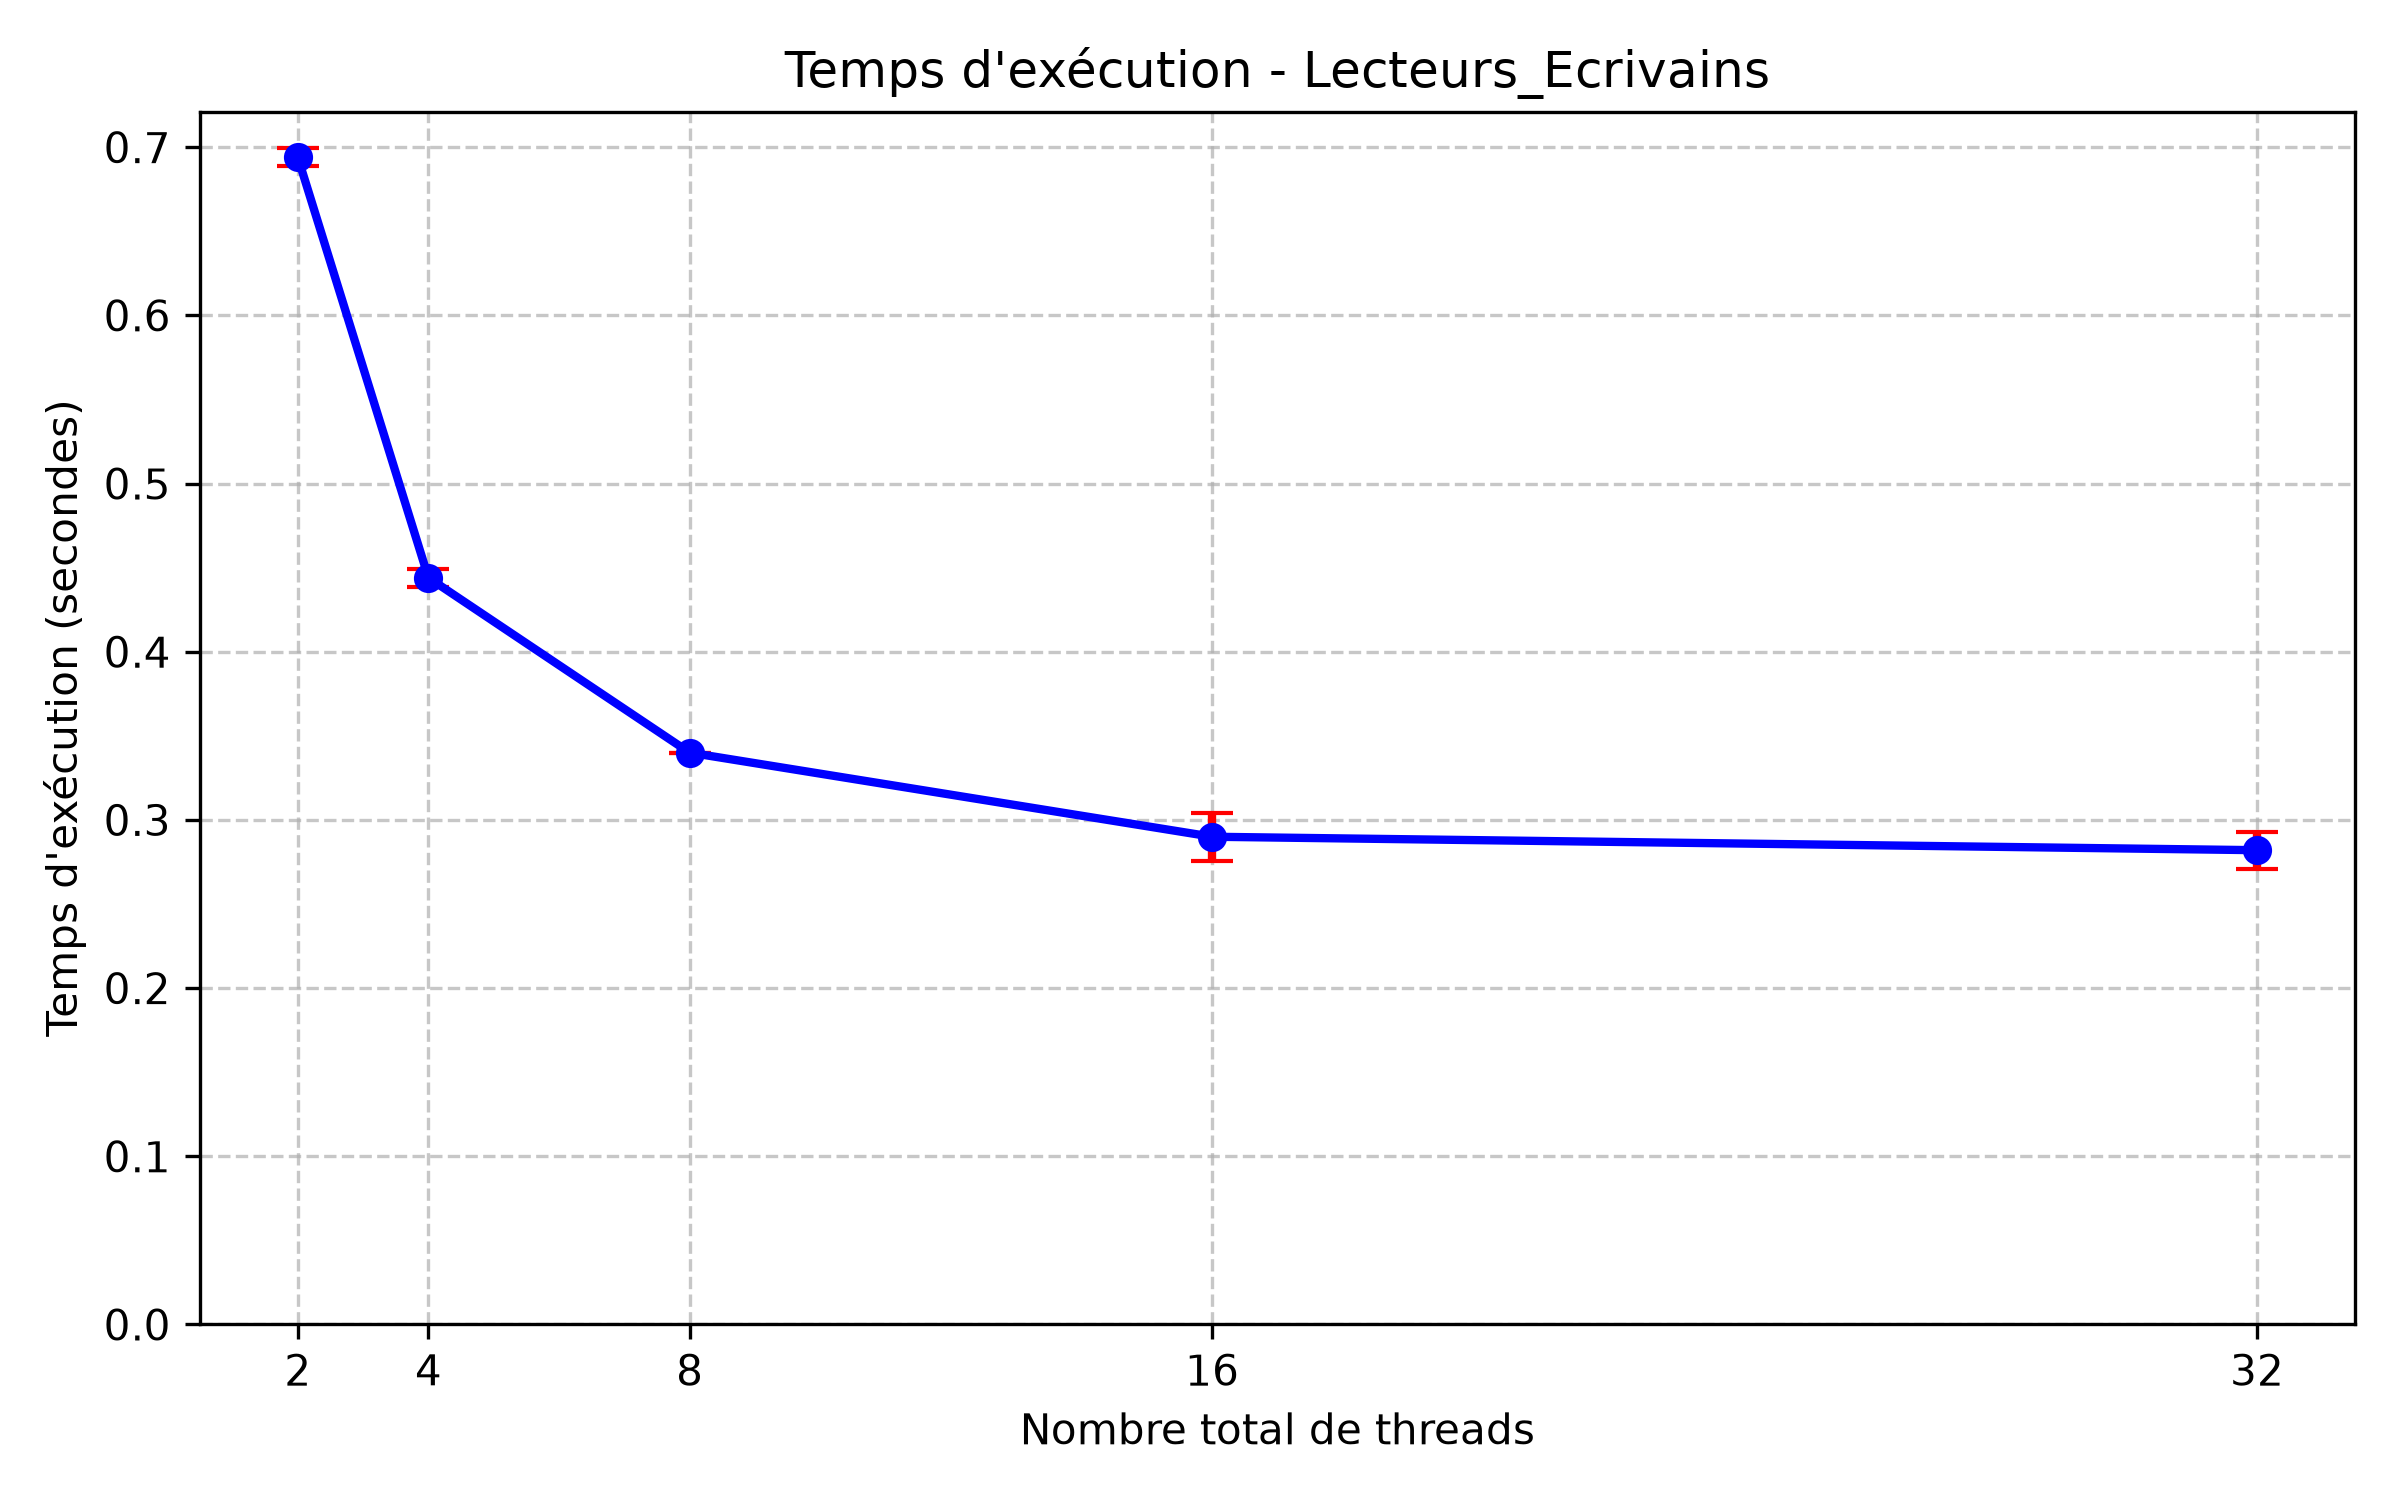 Temps d'exécution - Lecteurs_Ecrivains
Temps d'exécution (secondes)
0.7
0.6
0.5
0.4
0.3
0.2
0.1
0.0
2 4 8 16 32
Nombre total de threads